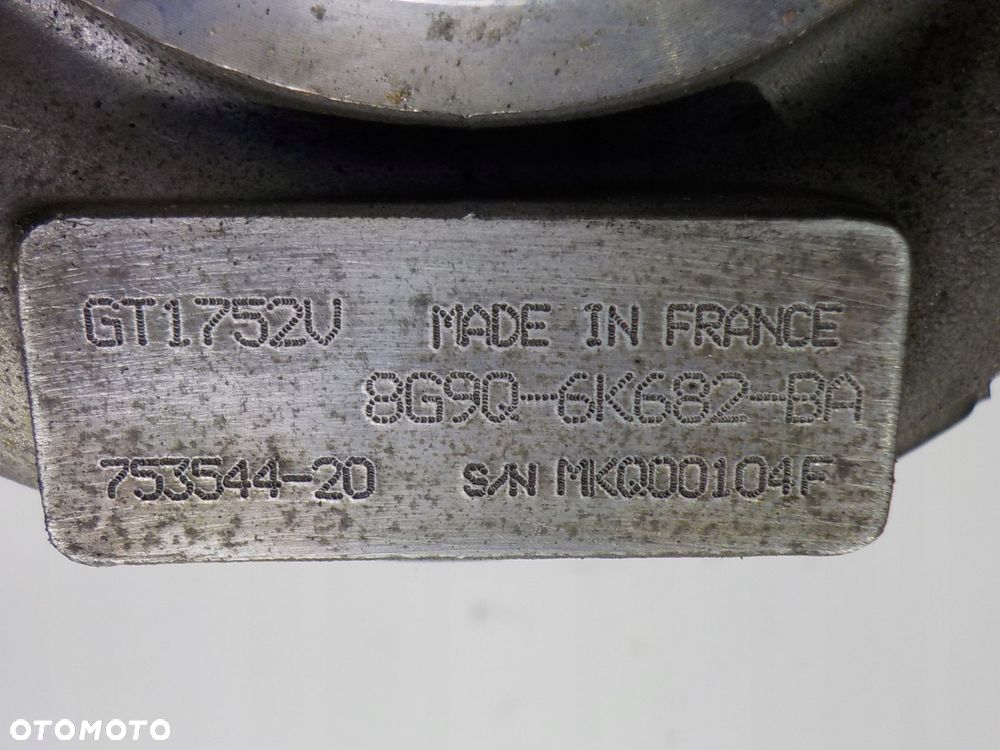 GT1752V MADE IN FRANCE
8G9Q-6K682-BA
753544-20 S/N MKQ00104F
OTOMOTO